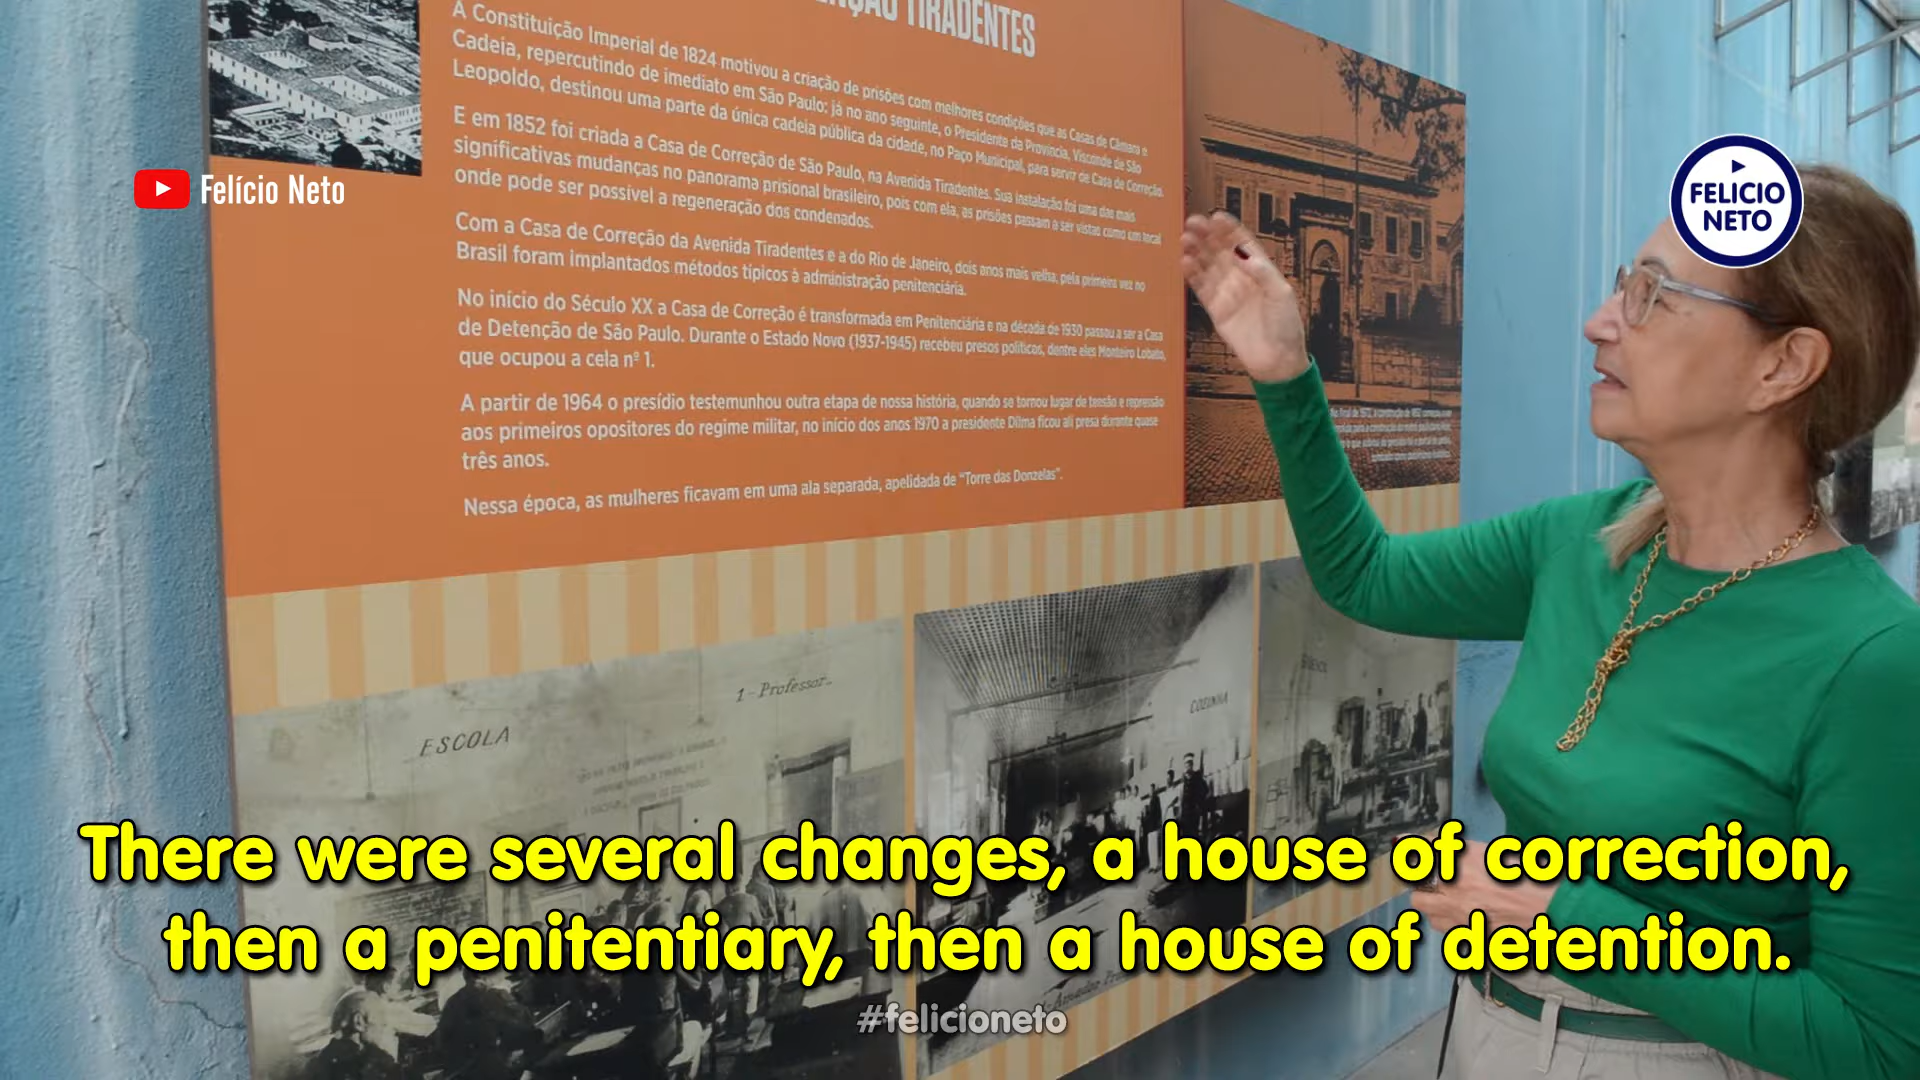 TIRADENTES
A Constituição Imperial de 1824 motivou a criação de prisões com melhores condições que as Casas de Câmara e
Cadeia, repercutindo de imediato em São Paulo: já no ano seguinte, o Presidente da Província, Visconde de São
Leopoldo, destinou uma parte da única cadeia pública da cidade, no Paço Municipal, para servir de Casa de Correção.
E em 1852 foi criada a Casa de Correção de São Paulo, na Avenida Tiradentes. Sua instalação foi uma das mais
significativas mudanças no panorama prisional brasileiro, pois com ela, as prisões passam a ser vistas como um local
onde pode ser possível a regeneração dos condenados.
Com a Casa de Correção da Avenida Tiradentes e a do Rio de Janeiro, dois anos mais velha, pela primeira vez no
Brasil foram implantados métodos típicos à administração penitenciária.
No início do Século XX a Casa de Correção é transformada em Penitenciária e na década de 1930 passou a ser a Casa
de Detenção de São Paulo. Durante o Estado Novo (1937-1945) recebeu presos políticos, dentre eles Monteiro Lobato,
que ocupou a cela nº 1.
A partir de 1964 o presídio testemunhou outra etapa de nossa história, quando se tornou lugar de tensão e repressão
aos primeiros opositores do regime militar, no início dos anos 1970 a presidente Dilma ficou ali presa durante quase
três anos.
Nessa época, as mulheres ficavam em uma ala separada, apelidada de "Torre das Donzelas".
Felício Neto
FELICIO
NETO
ESCOLA
1-Professor
COZINHA
There were several changes, a house of correction,
then a penitentiary, then a house of detention.
#felicioneto